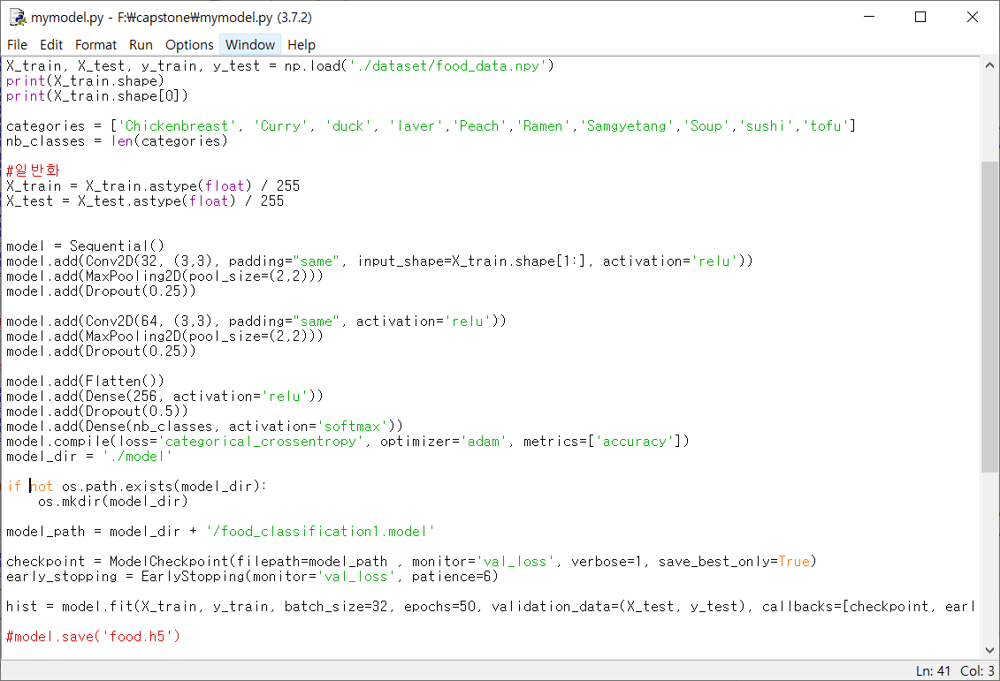 mymodel.py - F:₩capstone₩mymodel.py (3.7.2)
File Edit Format Run Options Window Help
X_train, X_test, y_train, y_test = np.load('./dataset/food_data.npy')
print(X_train.shape)
print(X_train.shape[0])
categories = ['Chickenbreast', 'Curry', 'duck', 'laver','Peach','Ramen','Samgyetang','Soup','sushi','tofu']
nb_classes = len(categories)
#일반화
X_train = X_train.astype(float) / 255
X_test = X_test.astype(float) / 255
model = Sequential()
model.add(Conv2D(32, (3,3), padding="same", input_shape=X_train.shape[1:], activation='relu'))
model.add(MaxPooling2D(pool_size=(2,2)))
model.add(Dropout(0.25))
model.add(Conv2D(64, (3,3), padding="same", activation='relu'))
model.add(MaxPooling2D(pool_size=(2,2)))
model.add(Dropout(0.25))
model.add(Flatten())
model.add(Dense(256, activation='relu'))
model.add(Dropout(0.5))
model.add(Dense(nb_classes, activation='softmax'))
model.compile(loss='categorical_crossentropy', optimizer='adam', metrics=['accuracy'])
model_dir = './model'
if not os.path.exists(model_dir):
    os.mkdir(model_dir)
model_path = model_dir + '/food_classification1.model'
checkpoint = ModelCheckpoint(filepath=model_path , monitor='val_loss', verbose=1, save_best_only=True)
early_stopping = EarlyStopping(monitor='val_loss', patience=6)
hist = model.fit(X_train, y_train, batch_size=32, epochs=50, validation_data=(X_test, y_test), callbacks=[checkpoint, earl
#model.save('food.h5')
Ln: 41 Col: 3